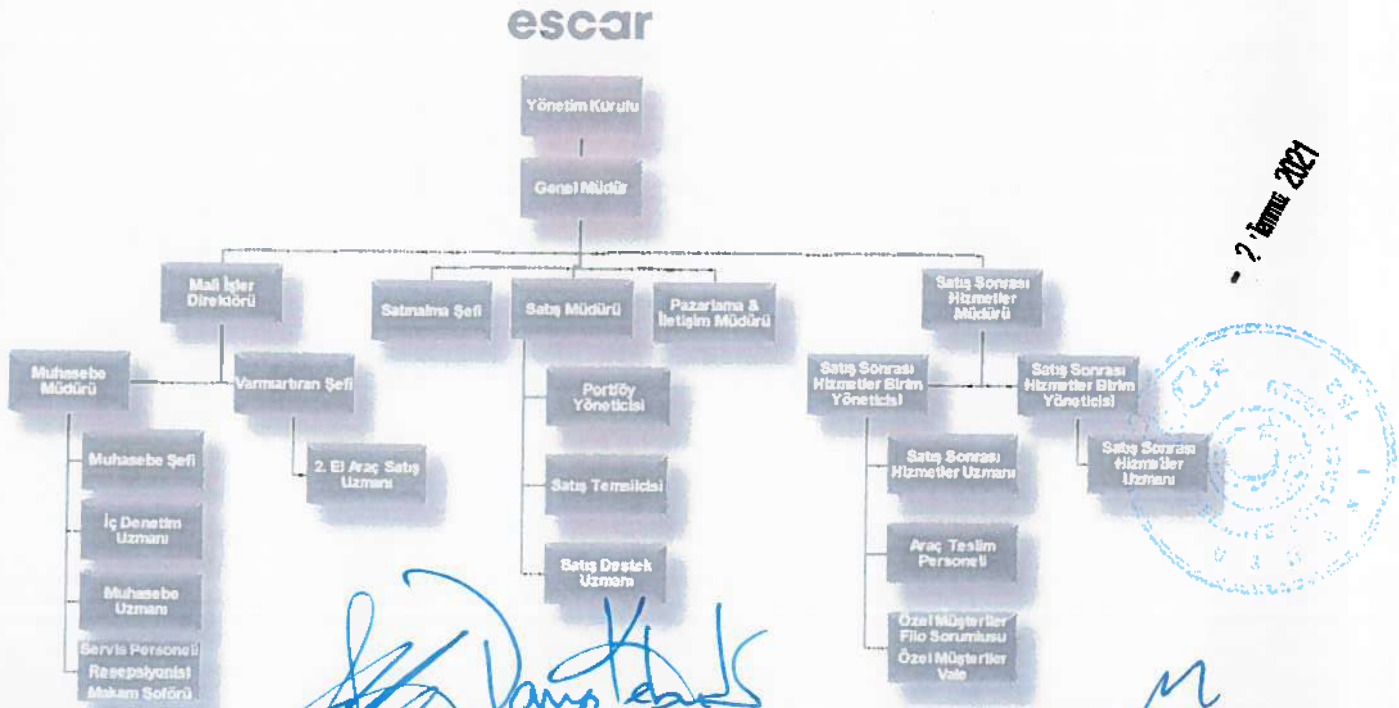 escar
Yönetim Kurulu
Genel Müdür
- 2 Temmuz 2021
Mali İşler
Direktörü
Satınalma Şefi
Satış Müdürü
Pazarlama &
İletişim Müdürü
Satış Sonrası
Hizmetler
Müdürü
Muhasebe
Müdürü
Varmıartıran Şefi
Satış Sonrası
Hizmetler Birim
Yöneticisi
Satış Sonrası
Hizmetler Birim
Yöneticisi
Muhasebe Şefi
İç Denetim
Uzmanı
Muhasebe
Uzmanı
Servis Personeli
Resepsiyonist
Makam Şoförü
2. El Araç Satış
Uzmanı
Portföy
Yöneticisi
Satış Temsilcisi
Satış Destek
Uzmanı
Satış Sonrası
Hizmetler Uzmanı
Araç Teslim
Personeli
Özel Müşteriler
Filo Sorumlusu
Özel Müşteriler
Vale
Satış Sonrası
Hizmetler
Uzmanı